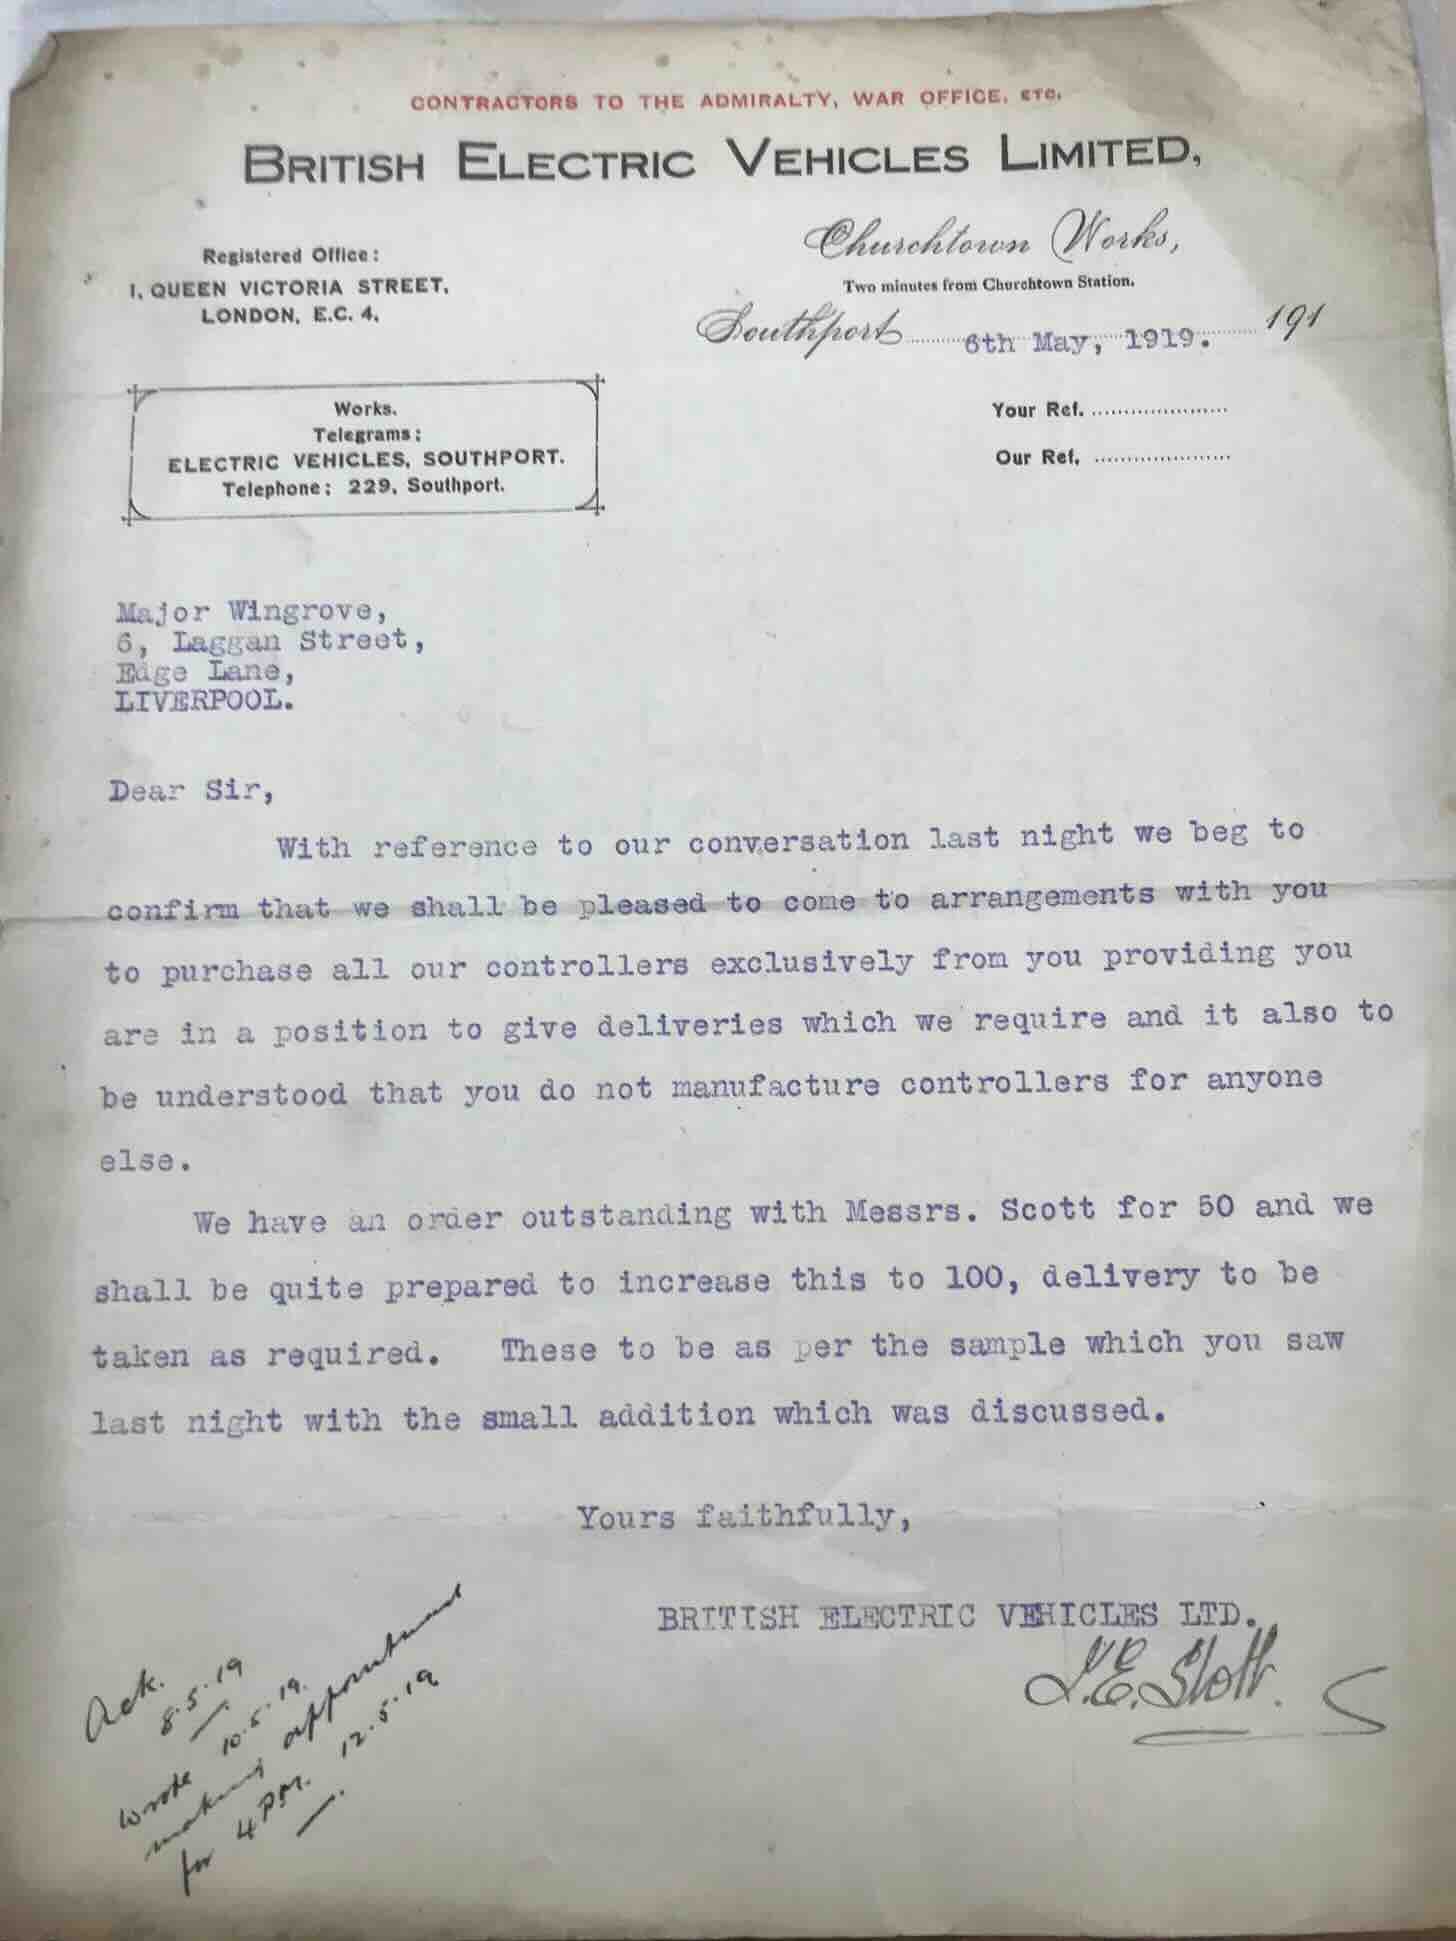 CONTRACTORS TO THE ADMIRALTY, WAR OFFICE, ETC.
BRITISH ELECTRIC VEHICLES LIMITED,
Registered Office:
1, QUEEN VICTORIA STREET,
LONDON, E.C. 4,
Churchtown Works,
Two minutes from Churchtown Station.
Southport 6th May, 1919. 191
Works.
Telegrams:
ELECTRIC VEHICLES, SOUTHPORT.
Telephone: 229, Southport.
Your Ref. ......................
Our Ref. ......................
Major Wingrove,
6, Laggan Street,
Edge Lane,
LIVERPOOL.
Dear Sir,
With reference to our conversation last night we beg to
confirm that we shall be pleased to come to arrangements with you
to purchase all our controllers exclusively from you providing you
are in a position to give deliveries which we require and it also to
be understood that you do not manufacture controllers for anyone
else.
We have an order outstanding with Messrs. Scott for 50 and we
shall be quite prepared to increase this to 100, delivery to be
taken as required. These to be as per the sample which you saw
last night with the small addition which was discussed.
Yours faithfully,
BRITISH ELECTRIC VEHICLES LTD.
Ack.
8.5.19
wrote 10.5.19.
making appointment
for 4 PM. 12.5.19